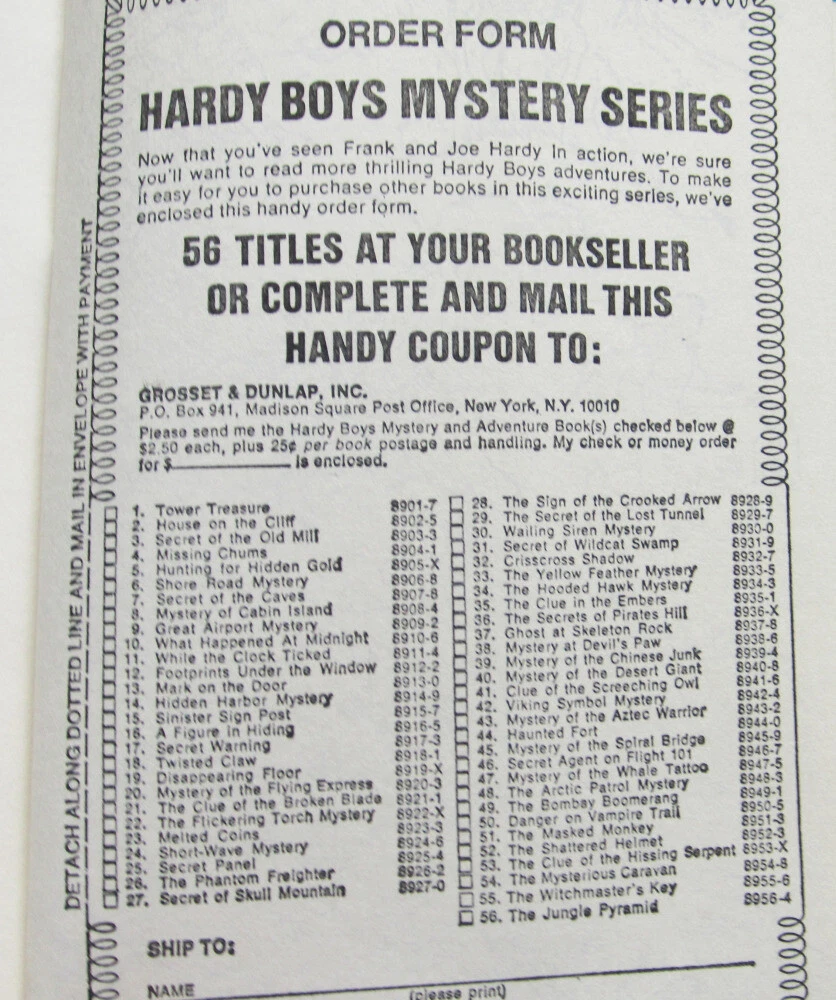 ORDER FORM
HARDY BOYS MYSTERY SERIES
Now that you've seen Frank and Joe Hardy in action, we're sure
you'll want to read more thrilling Hardy Boys adventures. To make
it easy for you to purchase other books in this exciting series, we've
enclosed this handy order form.
56 TITLES AT YOUR BOOKSELLER
OR COMPLETE AND MAIL THIS
HANDY COUPON TO:
GROSSET & DUNLAP, INC.
P.O. Box 941, Madison Square Post Office, New York, N.Y. 10010
Please send me the Hardy Boys Mystery and Adventure Book(s) checked below @
$2.50 each, plus 25¢ per book postage and handling. My check or money order
for $ is enclosed.
DETACH ALONG DOTTED LINE AND MAIL IN ENVELOPE WITH PAYMENT
1. Tower Treasure 8901-7
2. House on the Cliff 8902-5
3. Secret of the Old Mill 8903-3
4. Missing Chums 8904-1
5. Hunting for Hidden Gold 8905-X
6. Shore Road Mystery 8906-8
7. Secret of the Caves 8907-6
8. Mystery of Cabin Island 8908-4
9. Great Airport Mystery 8909-2
10. What Happened At Midnight 8910-6
11. While the Clock Ticked 8911-4
12. Footprints Under the Window 8912-2
13. Mark on the Door 8913-0
14. Hidden Harbor Mystery 8914-9
15. Sinister Sign Post 8915-7
16. A Figure in Hiding 8916-5
17. Secret Warning 8917-3
18. Twisted Claw 8918-1
19. Disappearing Floor 8919-X
20. Mystery of the Flying Express 8920-3
21. The Clue of the Broken Blade 8921-1
22. The Flickering Torch Mystery 8922-X
23. Melted Coins 8923-3
24. Short-Wave Mystery 8924-6
25. Secret Panel 8925-4
26. The Phantom Freighter 8926-2
27. Secret of Skull Mountain 8927-0
28. The Sign of the Crooked Arrow 8928-9
29. The Secret of the Lost Tunnel 8929-7
30. Wailing Siren Mystery 8930-0
31. Secret of Wildcat Swamp 8931-9
32. Crisscross Shadow 8932-7
33. The Yellow Feather Mystery 8933-5
34. The Hooded Hawk Mystery 8934-3
35. The Clue in the Embers 8935-1
36. The Secrets of Pirates Hill 8936-X
37. Ghost at Skeleton Rock 8937-8
38. Mystery at Devil's Paw 8938-6
39. Mystery of the Chinese Junk 8939-4
40. Mystery of the Desert Giant 8940-8
41. Clue of the Screeching Owl 8941-6
42. Viking Symbol Mystery 8942-4
43. Mystery of the Aztec Warrior 8943-2
44. Haunted Fort 8944-0
45. Mystery of the Spiral Bridge 8945-9
46. Secret Agent on Flight 101 8946-7
47. Mystery of the Whale Tattoo 8947-5
48. The Arctic Patrol Mystery 8948-3
49. The Bombay Boomerang 8949-1
50. Danger on Vampire Trail 8950-5
51. The Masked Monkey 8951-3
52. The Shattered Helmet 8952-3
53. The Clue of the Hissing Serpent 8953-X
54. The Mysterious Caravan 8954-8
55. The Witchmaster's Key 8955-6
56. The Jungle Pyramid 8956-4
SHIP TO:
NAME
(please print)